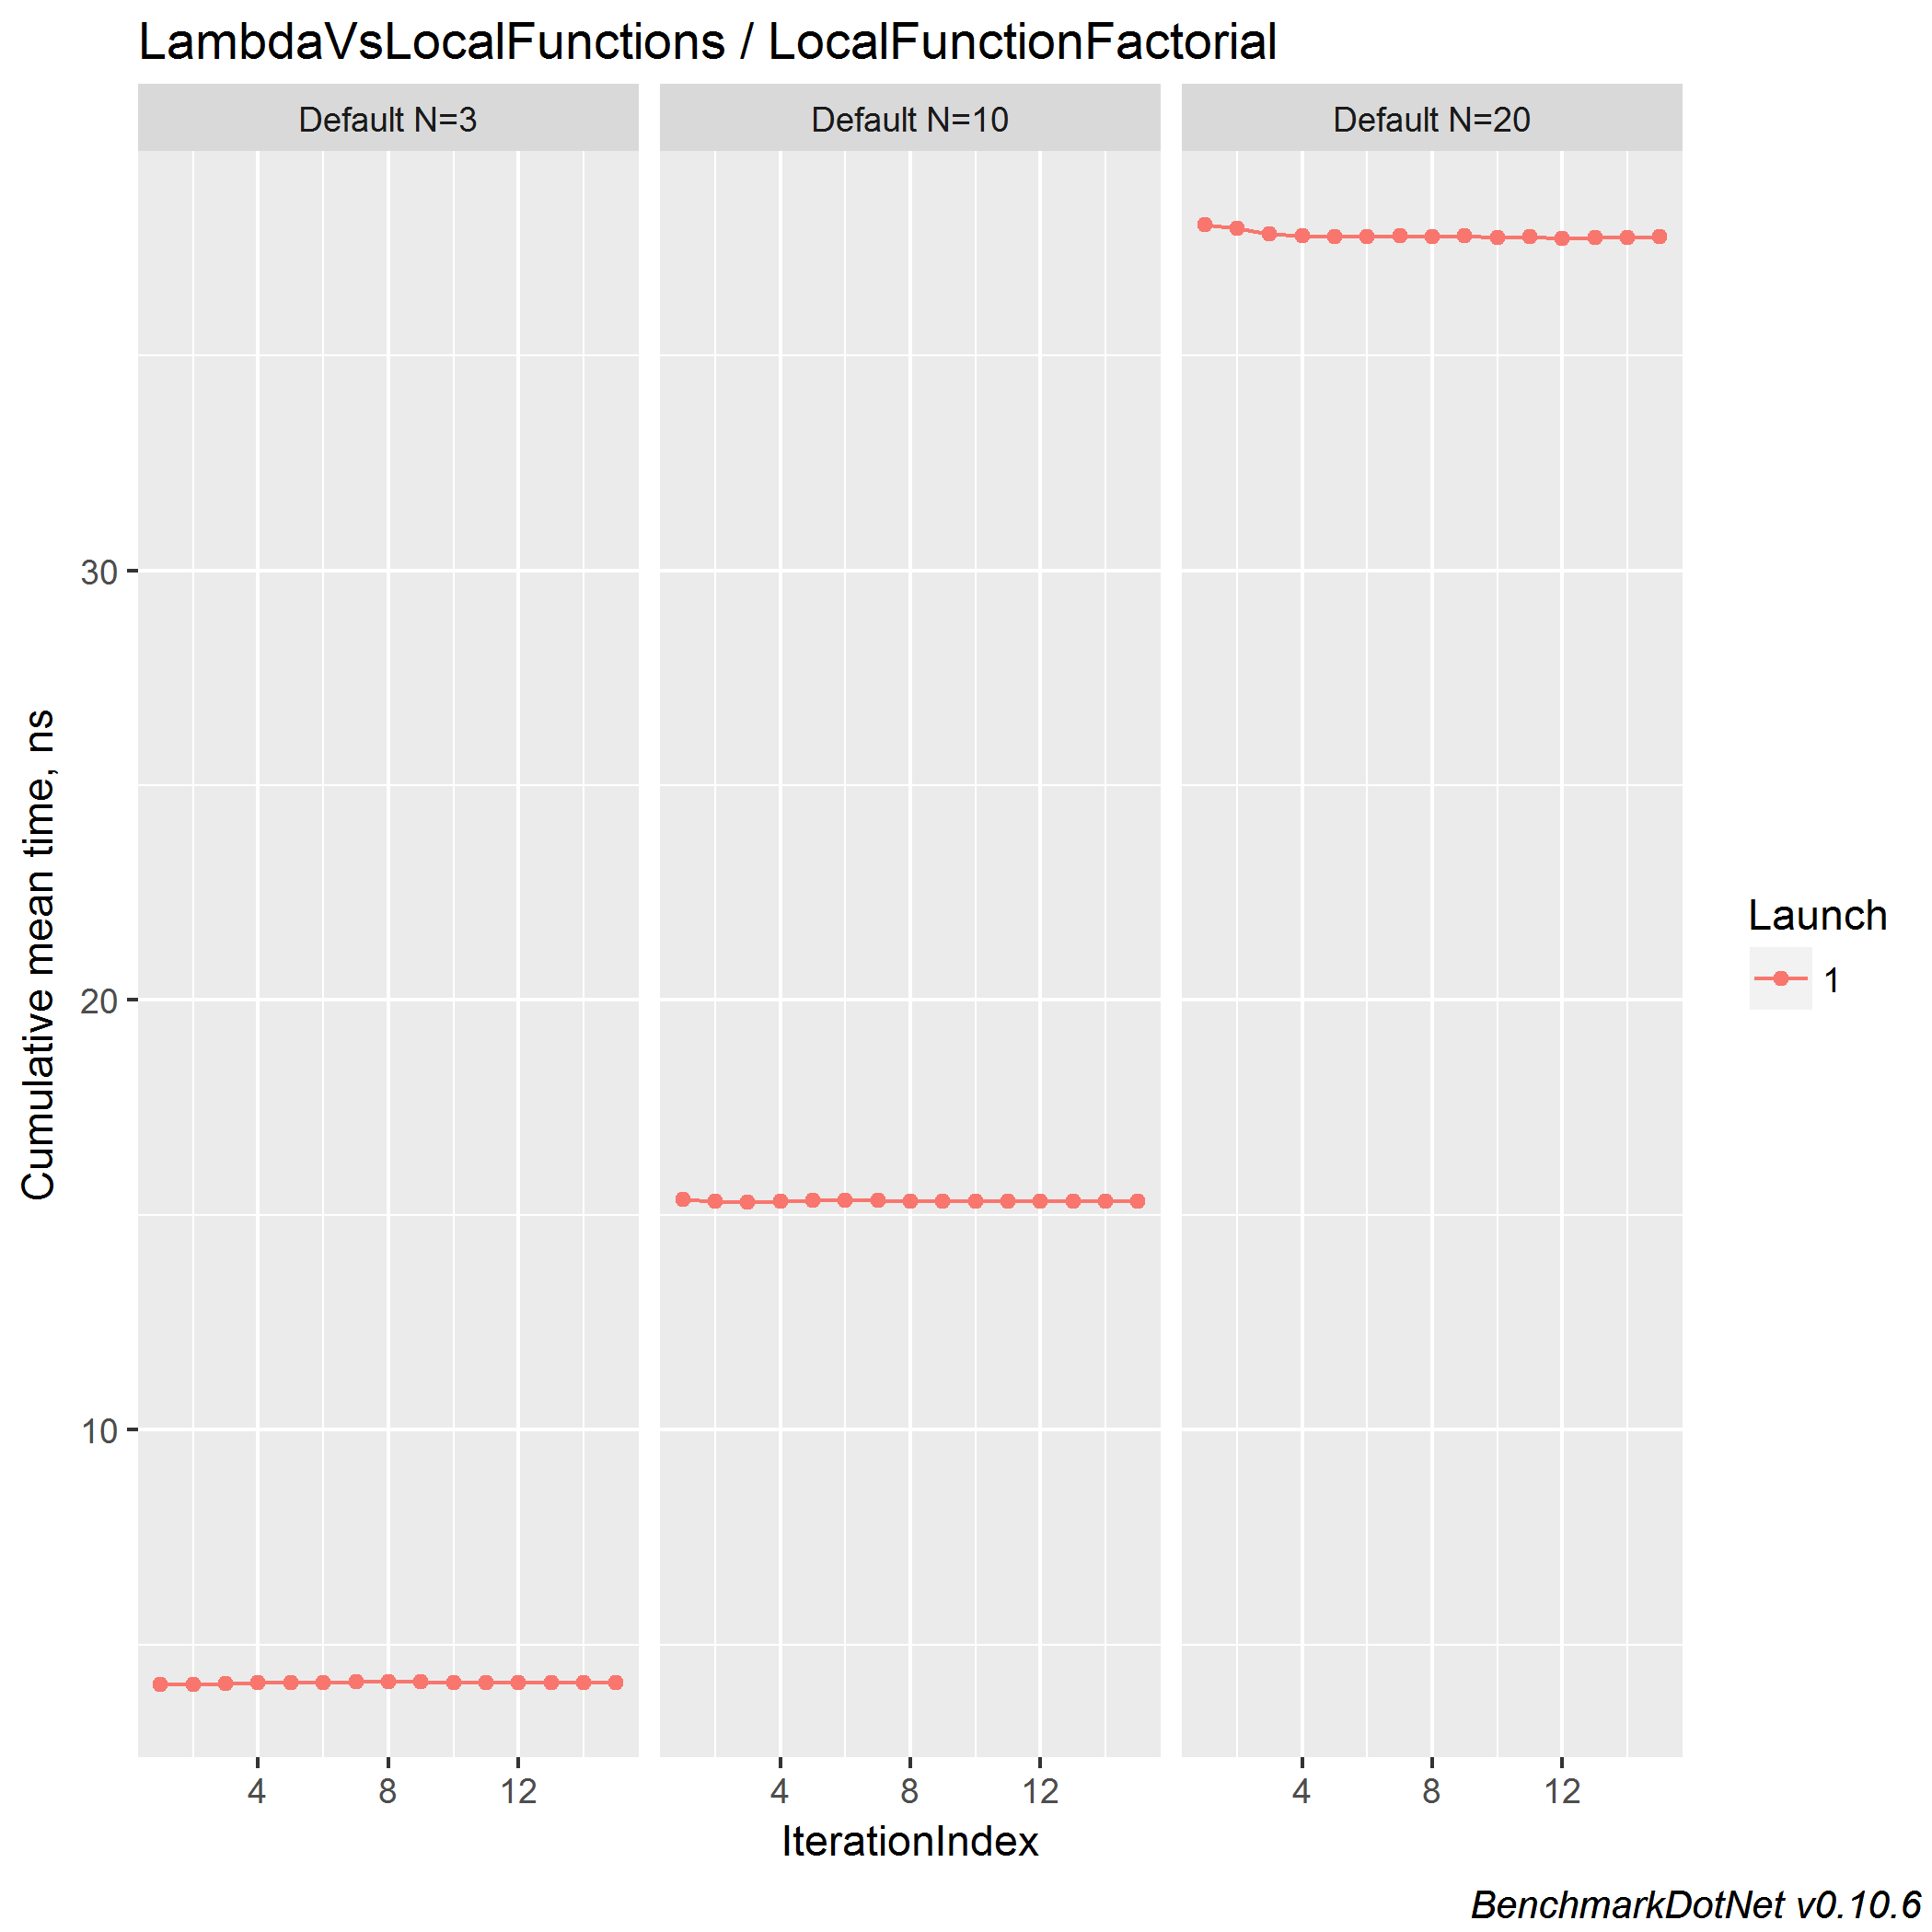 LambdaVsLocalFunctions / LocalFunctionFactorial
Default N=3
Default N=10
Default N=20
30
20
10
Cumulative mean time, ns
4 8 12
4 8 12
4 8 12
IterationIndex
Launch
1
BenchmarkDotNet v0.10.6